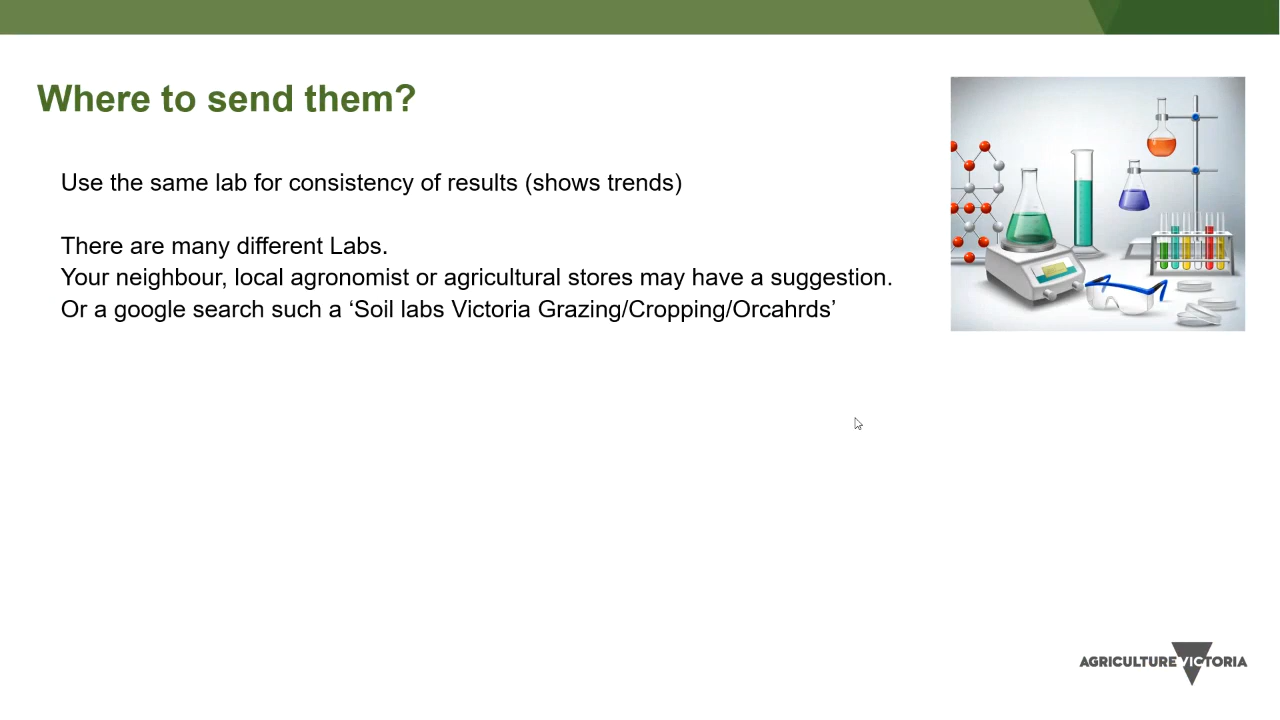 Where to send them?
Use the same lab for consistency of results (shows trends)
There are many different Labs.
Your neighbour, local agronomist or agricultural stores may have a suggestion.
Or a google search such a ‘Soil labs Victoria Grazing/Cropping/Orcahrds’
AGRICULTURE VICTORIA